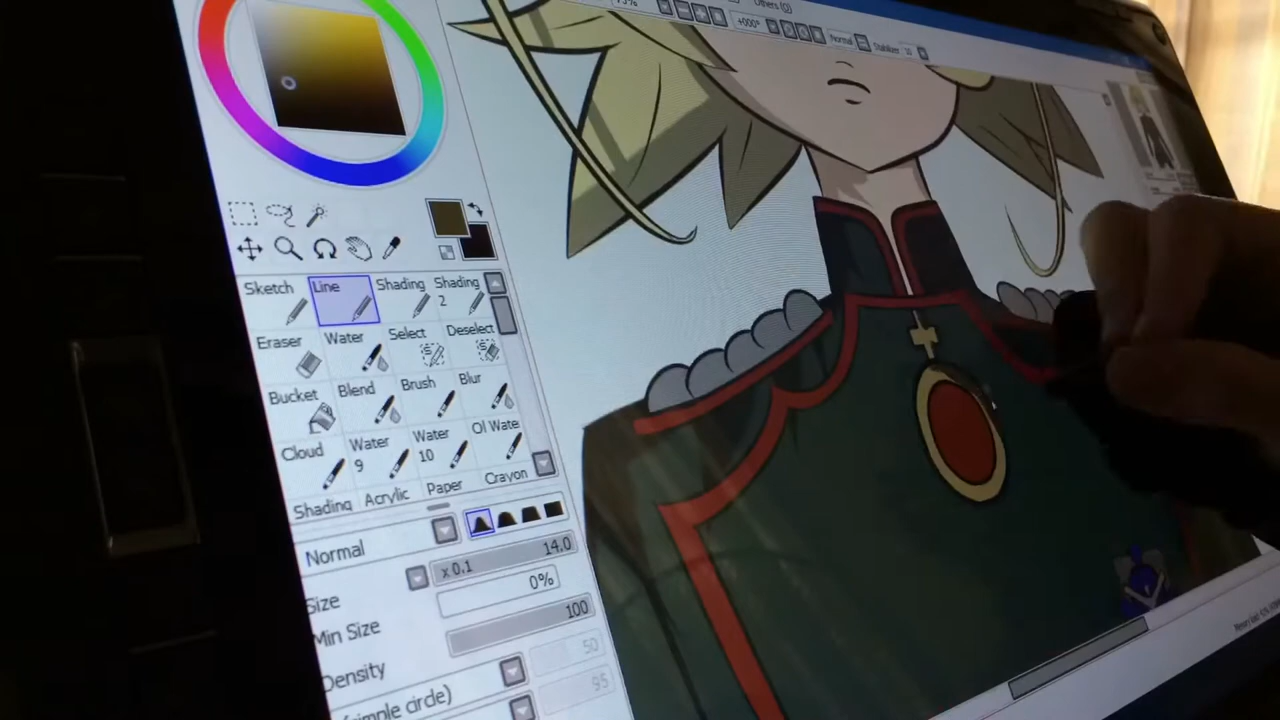 Others (O)
+000°
Normal
Stabilizer
Sketch
Line
Shading
Shading 2
Eraser
Water
Select
Deselect
Bucket
Blend
Brush
Blur
Cloud
Water 9
Water 10
Ol Wate
Shading
Acrylic
Paper
Crayon
Normal
Size
x 0.1
14.0
Min Size
0%
Density
100
50
(simple circle)
95